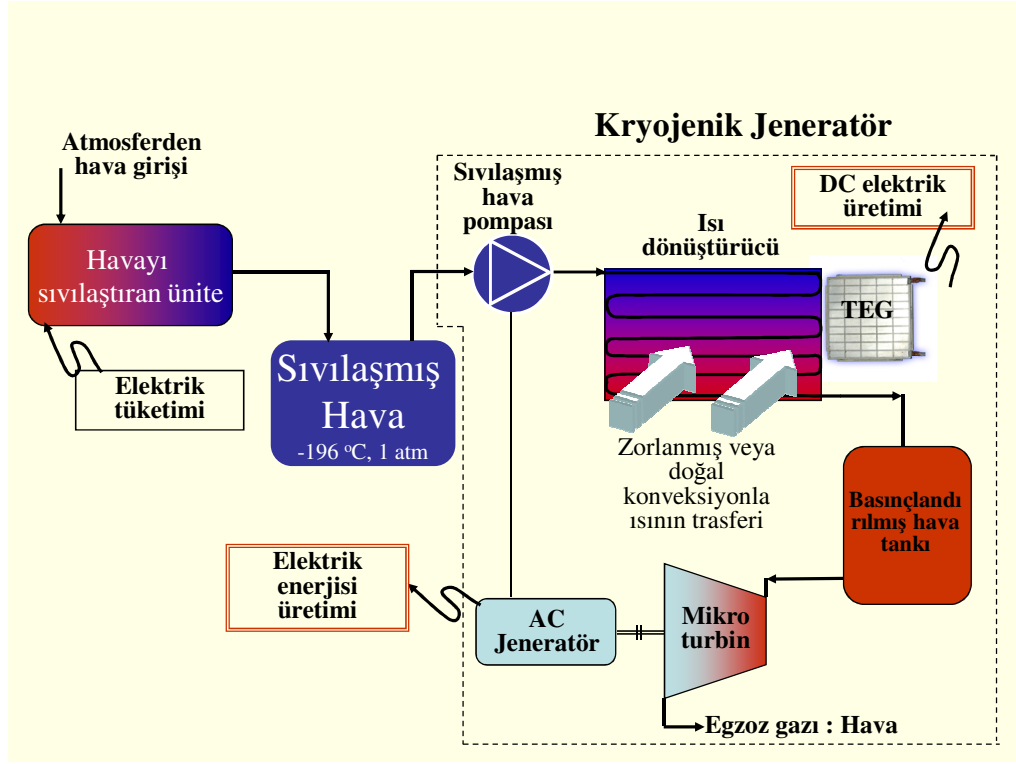 Kryojenik Jeneratör
Atmosferden
hava girişi
Sıvılaşmış
hava
pompası
DC elektrik
üretimi
Isı
dönüştürücü
Havayı
sıvılaştıran ünite
TEG
Elektrik
tüketimi
Sıvılaşmış
Hava
-196 ºC, 1 atm
Zorlanmış veya
doğal
konveksiyonla
ısının trasferi
Basınçlandı
rılmış hava
tankı
Elektrik
enerjisi
üretimi
AC
Jeneratör
Mikro
turbin
Egzoz gazı : Hava